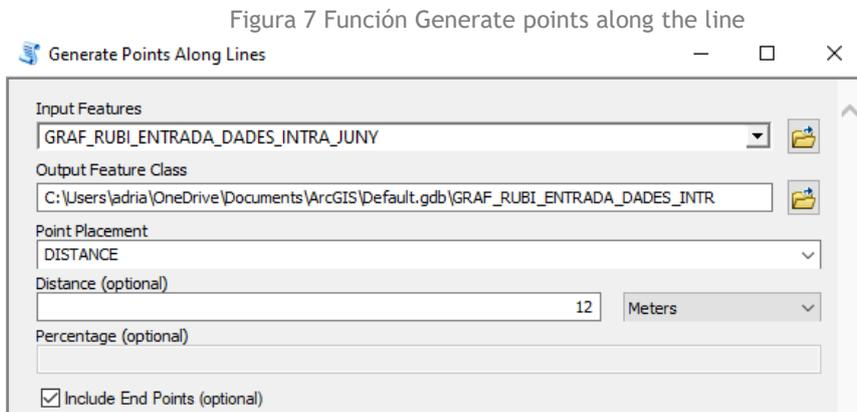 Figura 7 Función Generate points along the line
Generate Points Along Lines
Input Features
GRAF_RUBI_ENTRADA_DADES_INTRA_JUNY
Output Feature Class
C:\Users\adria\OneDrive\Documents\ArcGIS\Default.gdb\GRAF_RUBI_ENTRADA_DADES_INTR
Point Placement
DISTANCE
Distance (optional)
12 Meters
Percentage (optional)
Include End Points (optional)